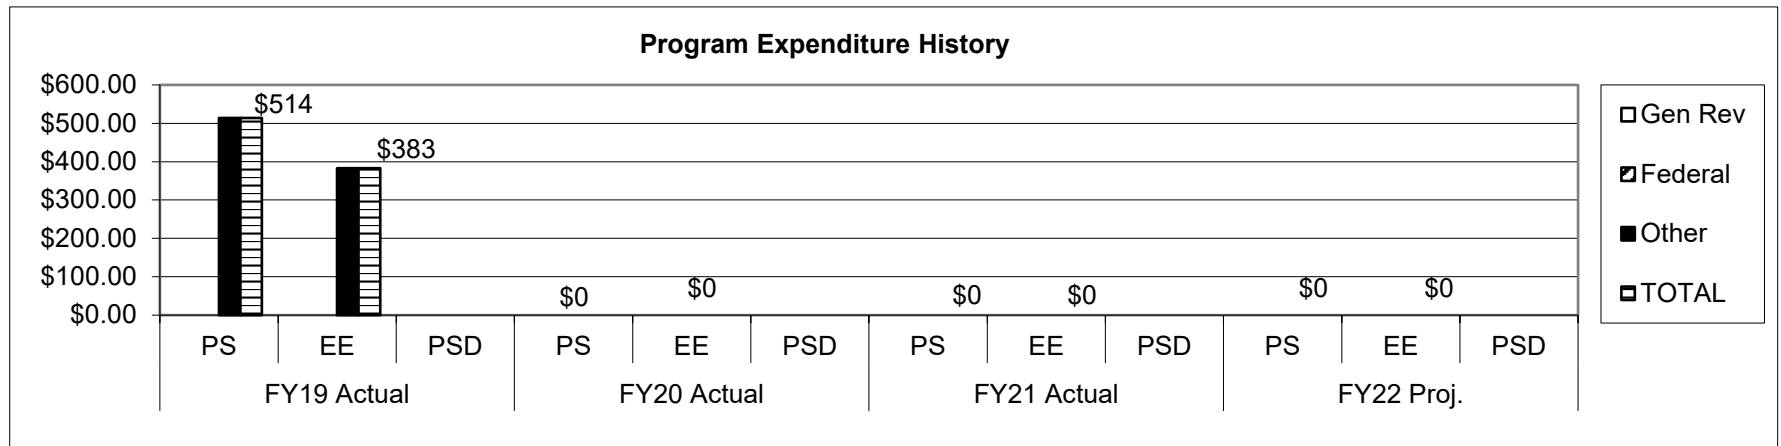 Program Expenditure History
$600.00
$500.00
$400.00
$300.00
$200.00
$100.00
$0.00
$514
$383
$0
$0
$0
$0
$0
$0
PS EE PSD PS EE PSD PS EE PSD PS EE PSD
FY19 Actual FY20 Actual FY21 Actual FY22 Proj.
Gen Rev
Federal
Other
TOTAL